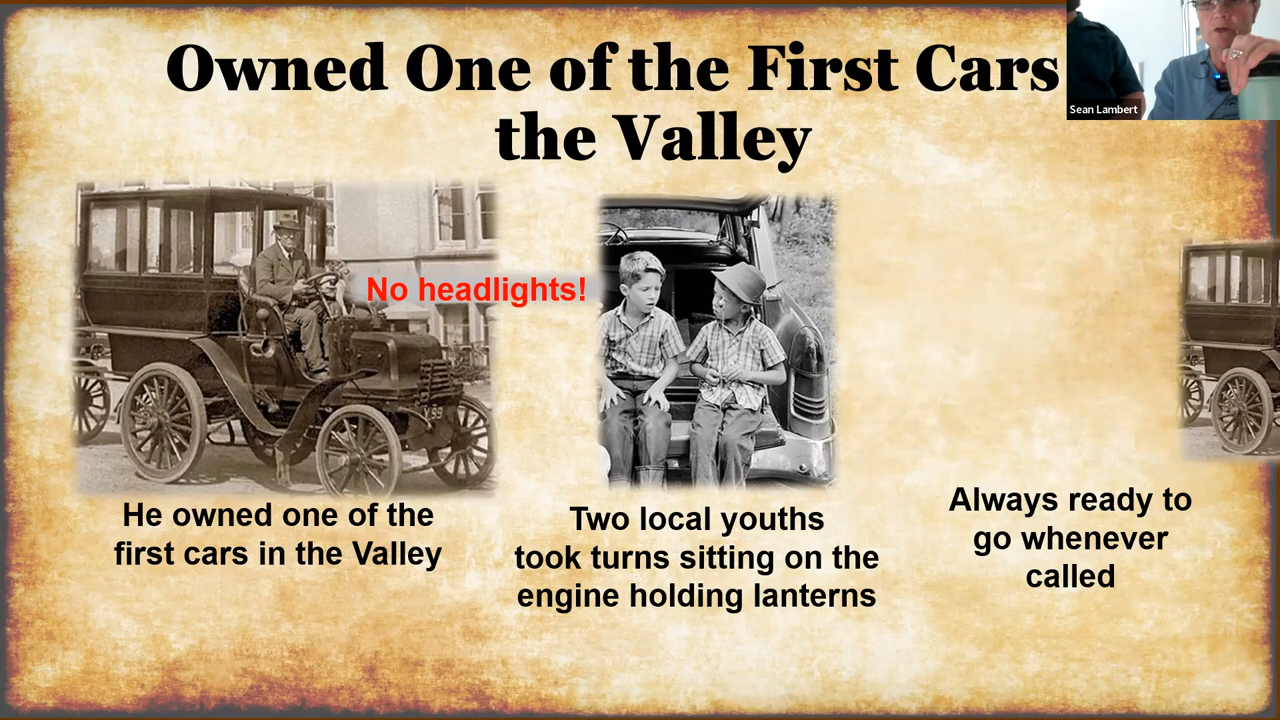 Owned One of the First Cars
the Valley
Sean Lambert
No headlights!
He owned one of the
first cars in the Valley
Two local youths
took turns sitting on the
engine holding lanterns
Always ready to
go whenever
called